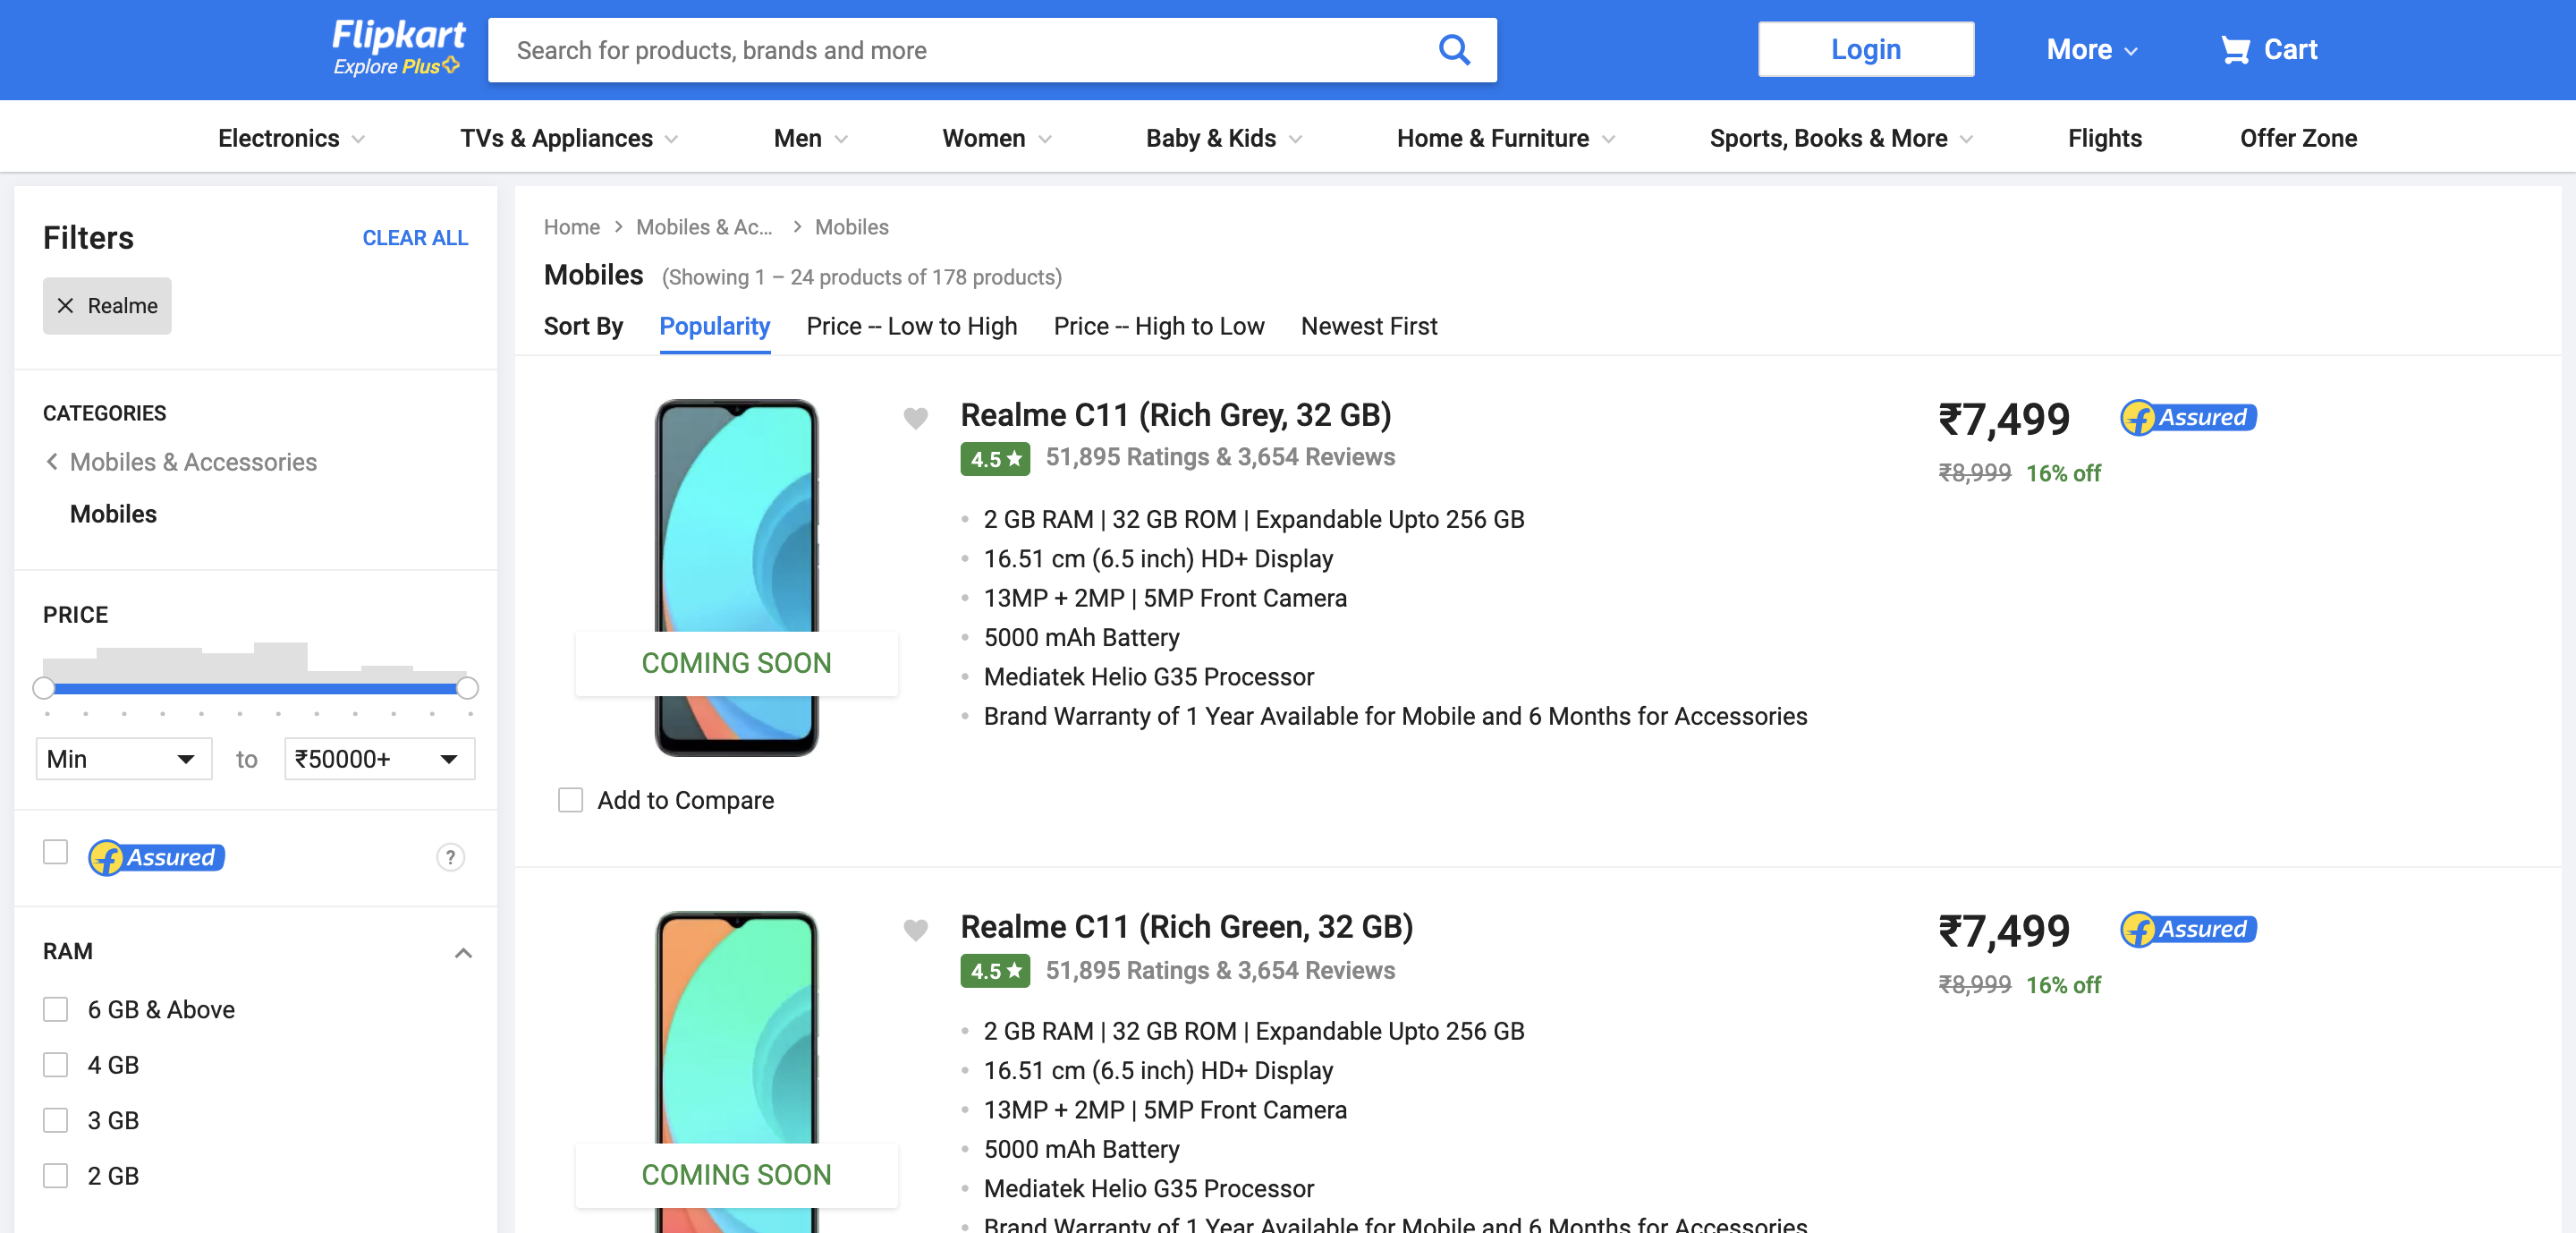 Flipkart
Explore Plus
Search for products, brands and more
Login
More
Cart
Electronics
TVs & Appliances
Men
Women
Baby & Kids
Home & Furniture
Sports, Books & More
Flights
Offer Zone
Filters
CLEAR ALL
Realme
CATEGORIES
Mobiles & Accessories
Mobiles
PRICE
Min
to
₹50000+
Assured
?
RAM
6 GB & Above
4 GB
3 GB
2 GB
Home > Mobiles & Ac... > Mobiles
Mobiles (Showing 1 – 24 products of 178 products)
Sort By Popularity Price -- Low to High Price -- High to Low Newest First
COMING SOON
Add to Compare
Realme C11 (Rich Grey, 32 GB)
4.5 ★ 51,895 Ratings & 3,654 Reviews
2 GB RAM | 32 GB ROM | Expandable Upto 256 GB
16.51 cm (6.5 inch) HD+ Display
13MP + 2MP | 5MP Front Camera
5000 mAh Battery
Mediatek Helio G35 Processor
Brand Warranty of 1 Year Available for Mobile and 6 Months for Accessories
₹7,499
Assured
₹8,999 16% off
COMING SOON
Realme C11 (Rich Green, 32 GB)
4.5 ★ 51,895 Ratings & 3,654 Reviews
2 GB RAM | 32 GB ROM | Expandable Upto 256 GB
16.51 cm (6.5 inch) HD+ Display
13MP + 2MP | 5MP Front Camera
5000 mAh Battery
Mediatek Helio G35 Processor
Brand Warranty of 1 Year Available for Mobile and 6 Months for Accessories
₹7,499
Assured
₹8,999 16% off